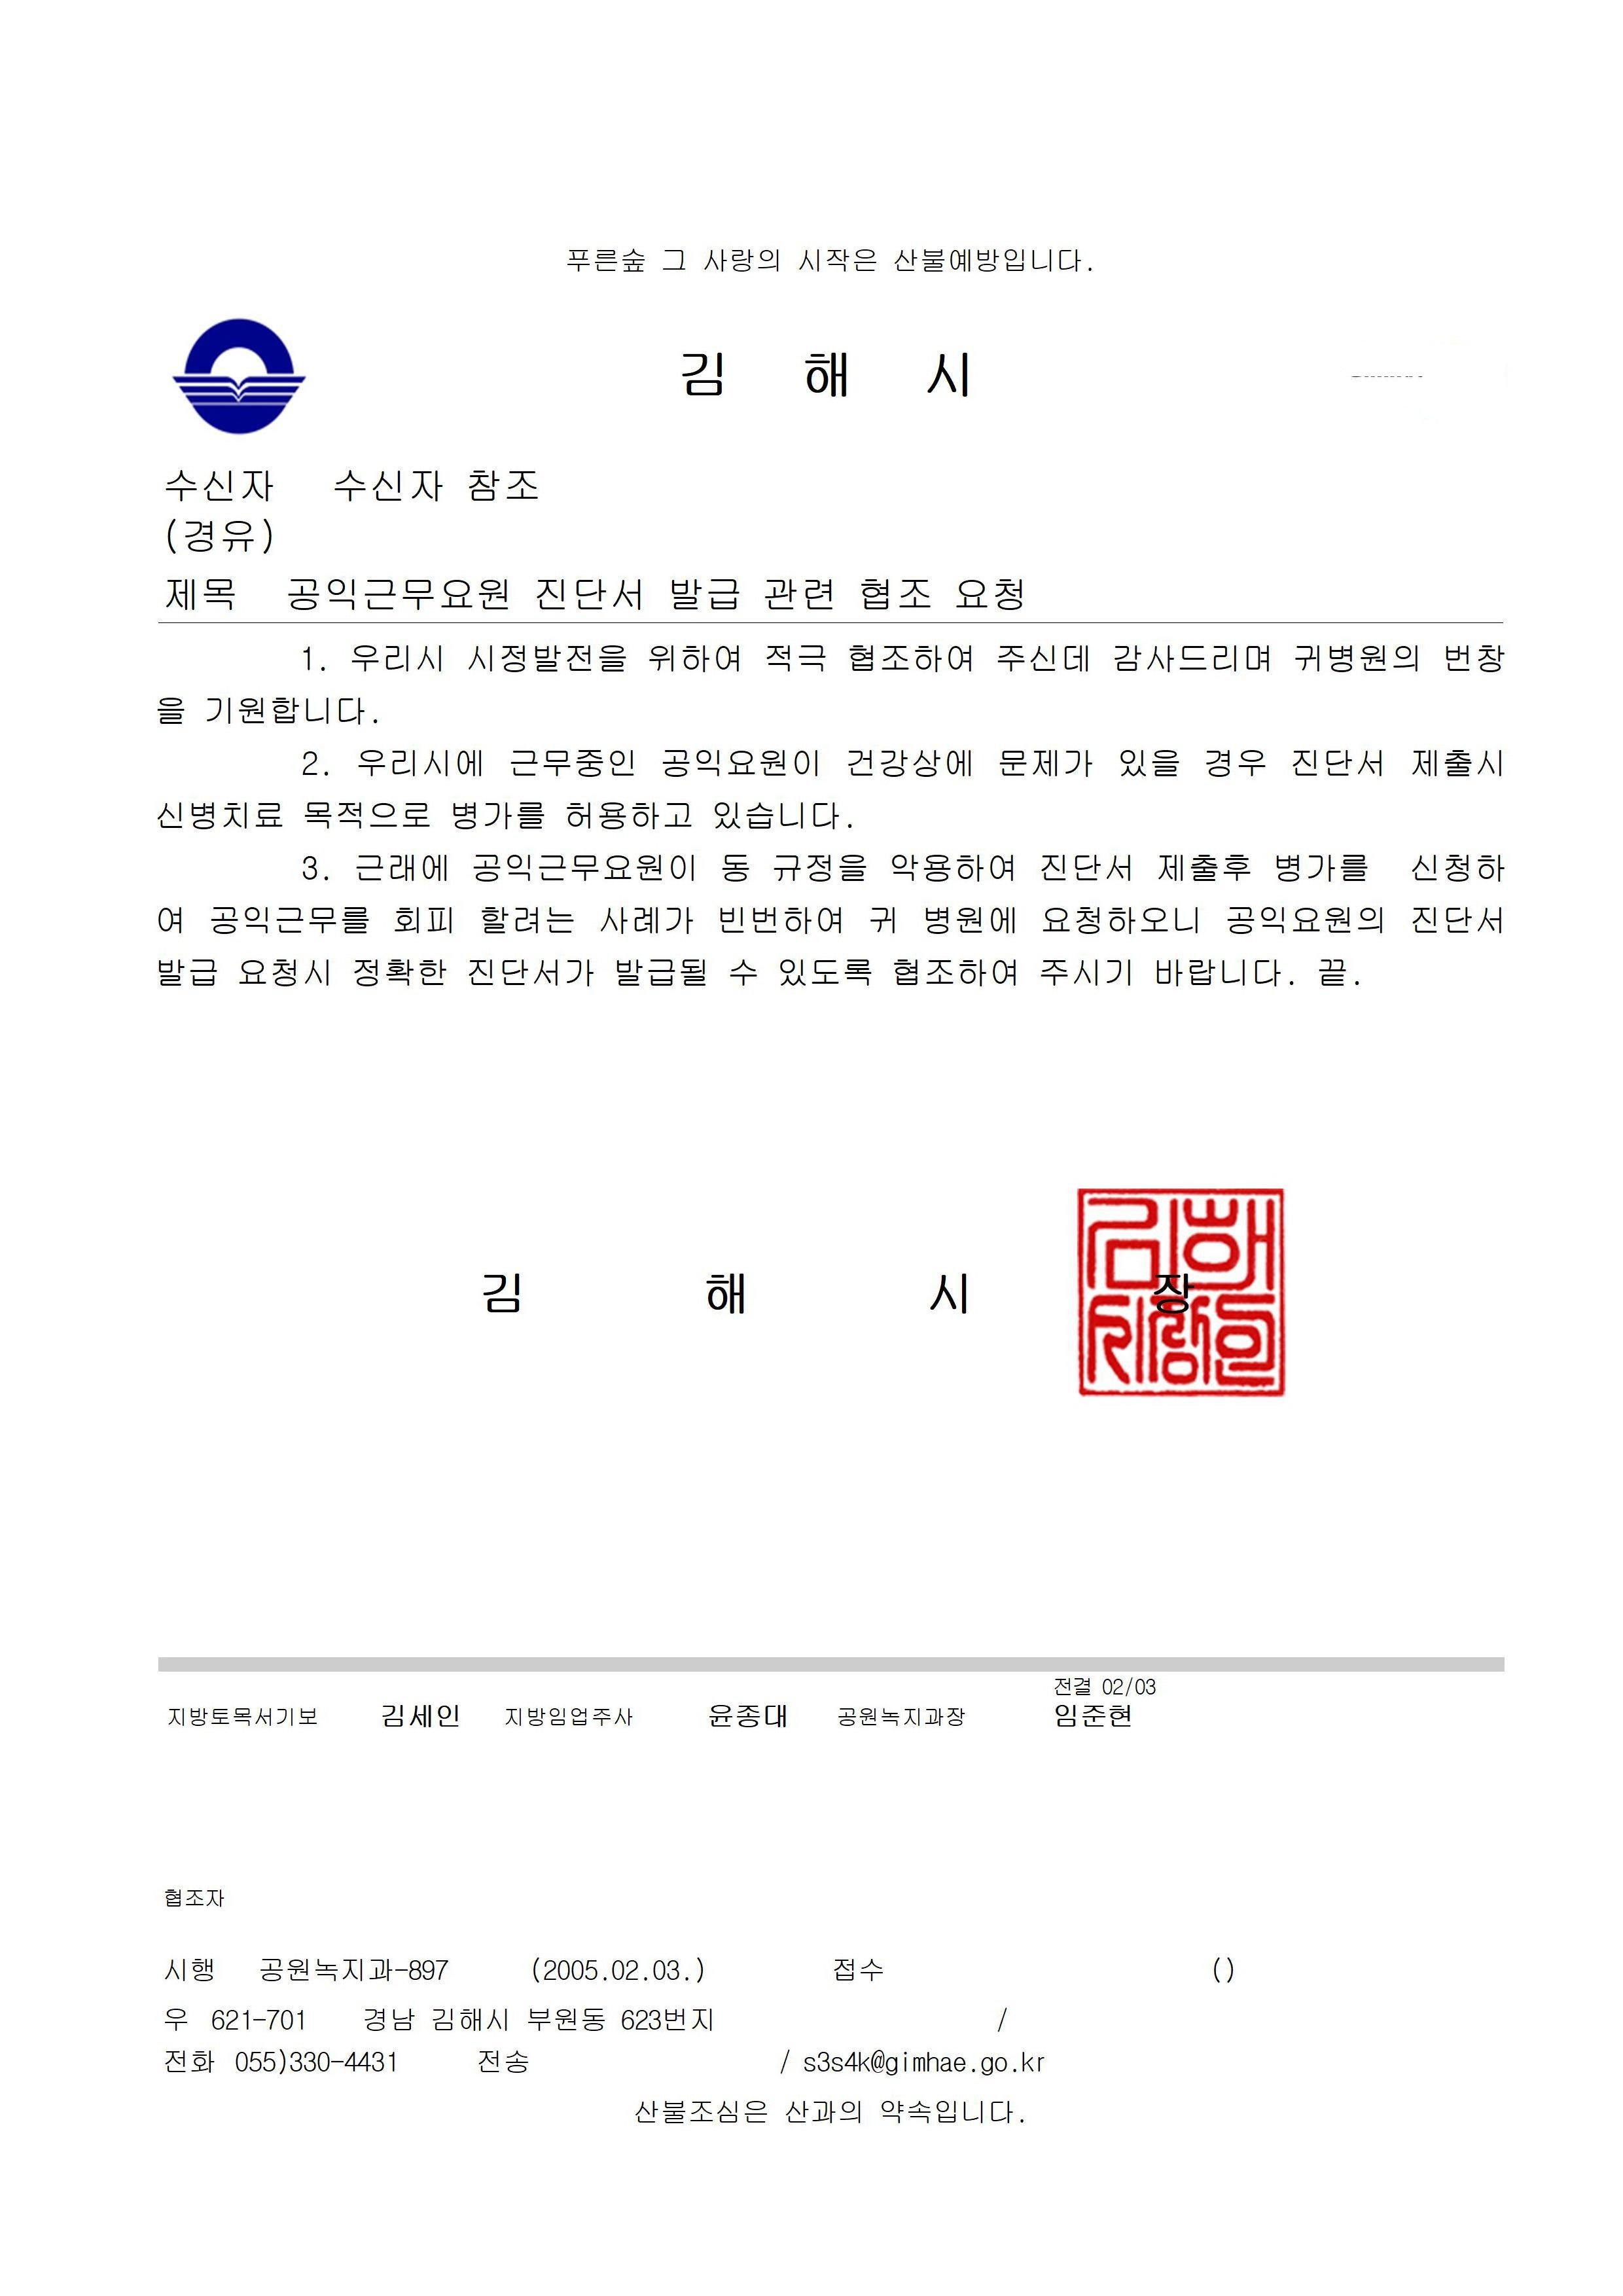 푸른숲 그 사랑의 시작은 산불예방입니다.
김 해 시
수신자 수신자 참조
(경유)
제목 공익근무요원 진단서 발급 관련 협조 요청
1. 우리시 시정발전을 위하여 적극 협조하여 주신데 감사드리며 귀병원의 번창
을 기원합니다.
2. 우리시에 근무중인 공익요원이 건강상에 문제가 있을 경우 진단서 제출시
신병치료 목적으로 병가를 허용하고 있습니다.
3. 근래에 공익근무요원이 동 규정을 악용하여 진단서 제출후 병가를 신청하
여 공익근무를 회피 할려는 사례가 빈번하여 귀 병원에 요청하오니 공익요원의 진단서
발급 요청시 정확한 진단서가 발급될 수 있도록 협조하여 주시기 바랍니다. 끝.
김 해 시 장
김해시장인
전결 02/03
지방토목서기보 김세인 지방임업주사 윤종대 공원녹지과장 임준현
협조자
시행 공원녹지과-897 (2005.02.03.) 접수 ()
우 621-701 경남 김해시 부원동 623번지 /
전화 055)330-4431 전송 / s3s4k@gimhae.go.kr
산불조심은 산과의 약속입니다.